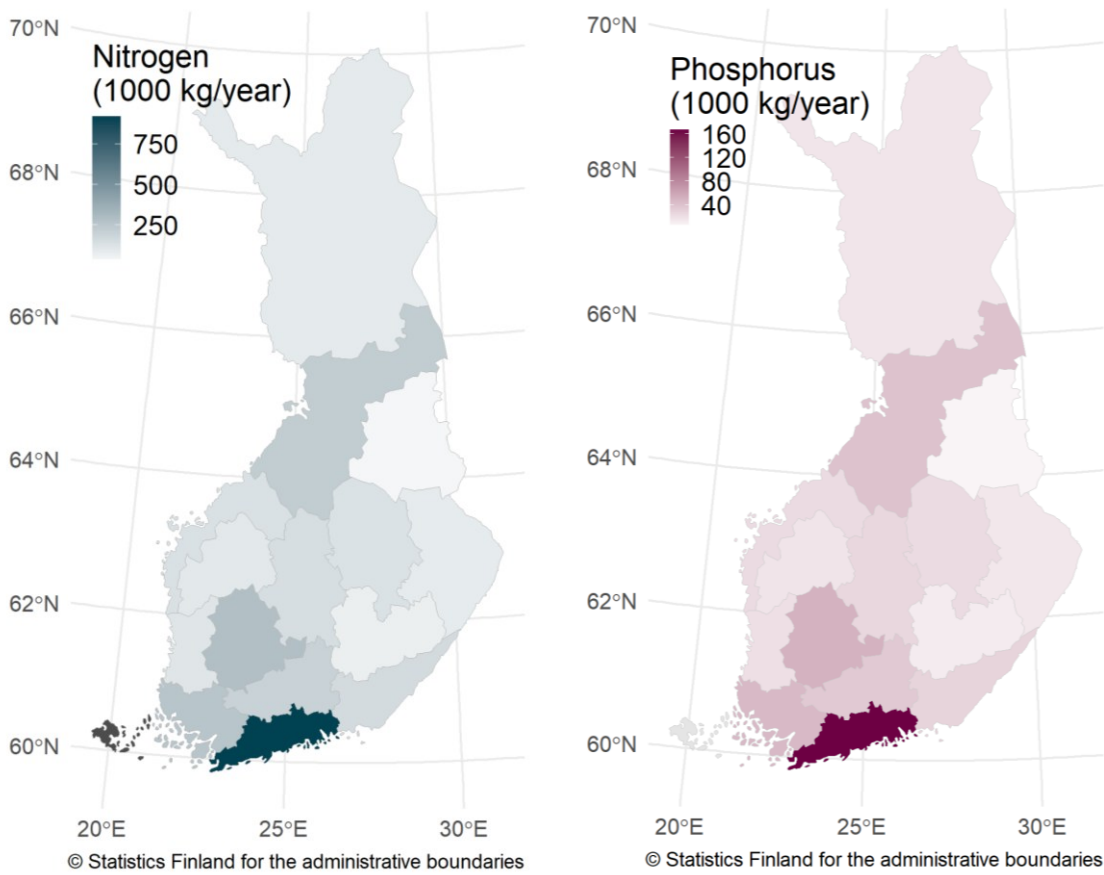 Nitrogen
(1000 kg/year)
750
500
250
70°N
68°N
66°N
64°N
62°N
60°N
20°E 25°E 30°E
© Statistics Finland for the administrative boundaries
Phosphorus
(1000 kg/year)
160
120
80
40
70°N
68°N
66°N
64°N
62°N
60°N
20°E 25°E 30°E
© Statistics Finland for the administrative boundaries